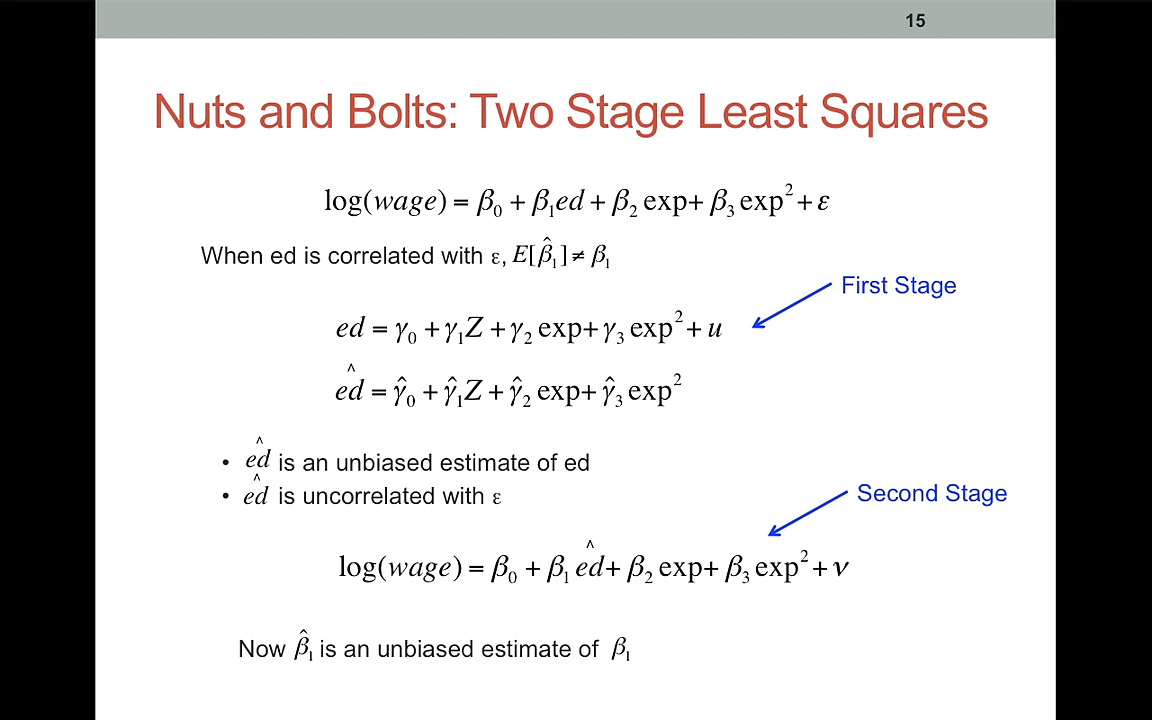 15
Nuts and Bolts: Two Stage Least Squares
log(wage) = β₀ + β₁ed + β₂ exp+ β₃ exp² + ε
When ed is correlated with ε, E[β̂₁] ≠ β₁
First Stage
ed = γ₀ + γ₁Z + γ₂ exp+ γ₃ exp² + u
êd = γ̂₀ + γ̂₁Z + γ̂₂ exp+ γ̂₃ exp²
• êd is an unbiased estimate of ed
• êd is uncorrelated with ε
Second Stage
log(wage) = β₀ + β₁ êd+ β₂ exp+ β₃ exp² + ν
Now β̂₁ is an unbiased estimate of β₁